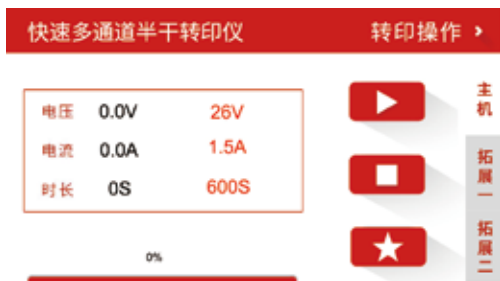 快速多通道半干转印仪 转印操作
电压 0.0V 26V
电流 0.0A 1.5A
时长 0S 600S
0%
主机
拓展一
拓展二